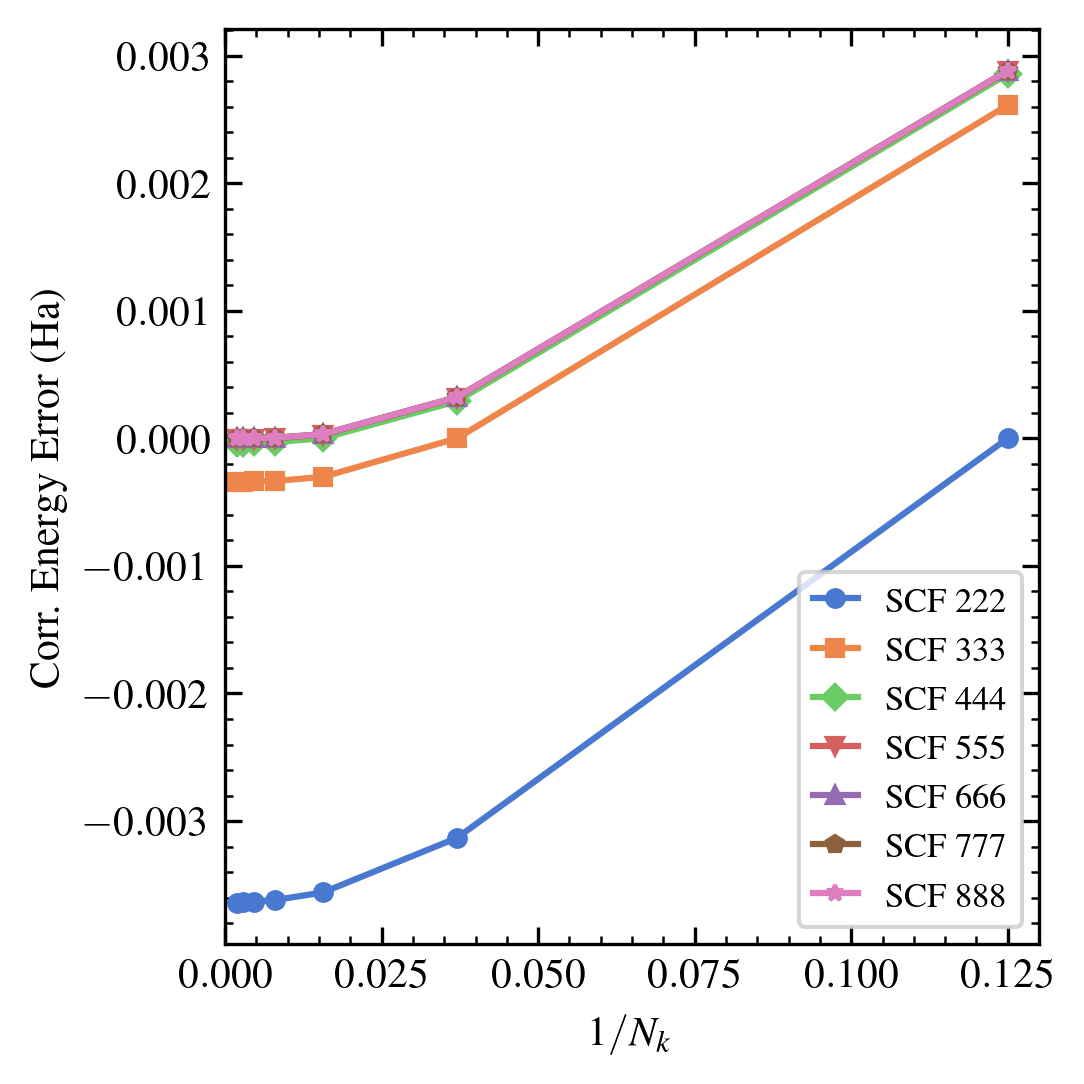 0.003
0.002
0.001
0.000
−0.001
−0.002
−0.003
Corr. Energy Error (Ha)
SCF 222
SCF 333
SCF 444
SCF 555
SCF 666
SCF 777
SCF 888
0.000 0.025 0.050 0.075 0.100 0.125
1/N_k